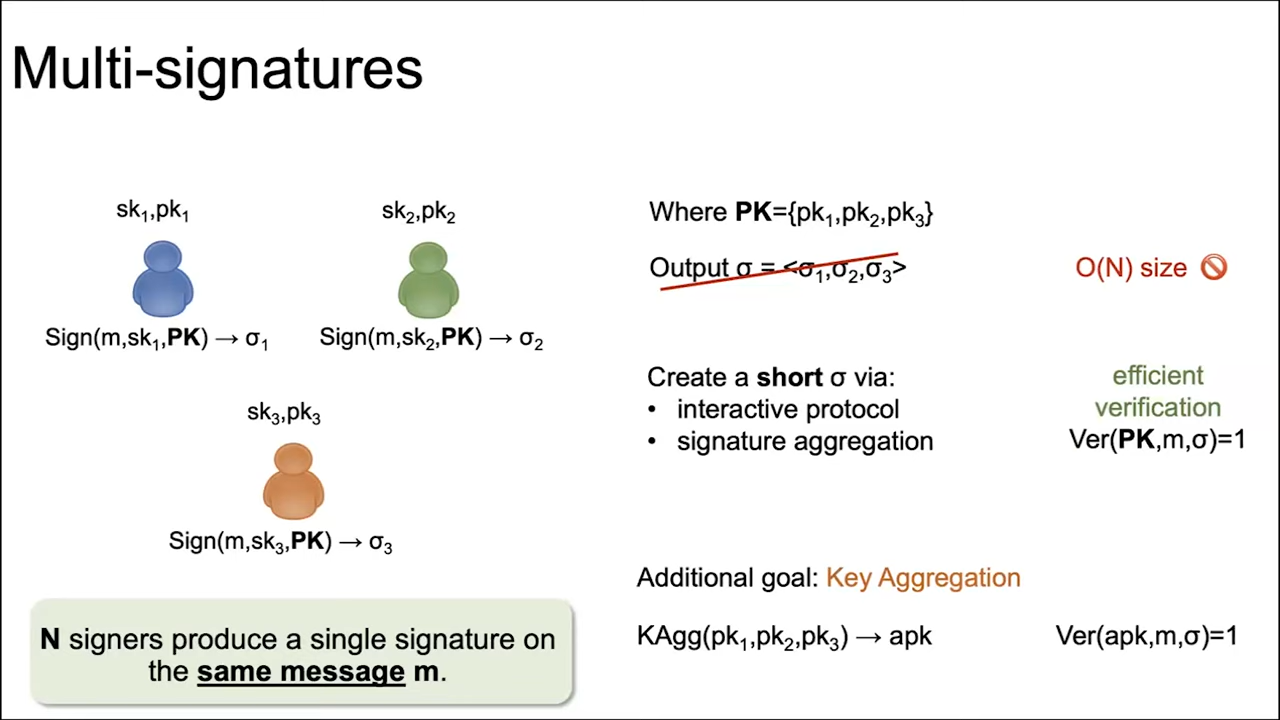 Multi-signatures
sk₁,pk₁
sk₂,pk₂
Sign(m,sk₁,PK) → σ₁
Sign(m,sk₂,PK) → σ₂
sk₃,pk₃
Sign(m,sk₃,PK) → σ₃
N signers produce a single signature on
the same message m.
Where PK={pk₁,pk₂,pk₃}
Output σ = <σ₁,σ₂,σ₃>
O(N) size
Create a short σ via:
• interactive protocol
• signature aggregation
efficient
verification
Ver(PK,m,σ)=1
Additional goal: Key Aggregation
KAgg(pk₁,pk₂,pk₃) → apk
Ver(apk,m,σ)=1